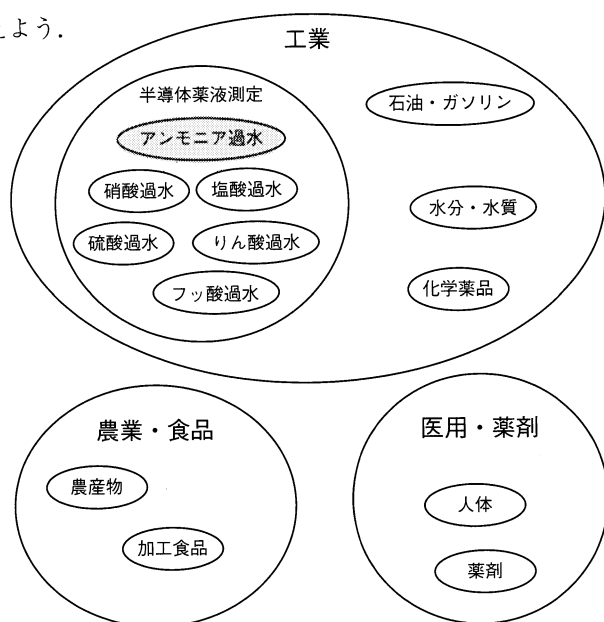 えよう.
工業
半導体薬液測定
アンモニア過水
硝酸過水
塩酸過水
硫酸過水
りん酸過水
フッ酸過水
石油・ガソリン
水分・水質
化学薬品
農業・食品
農産物
加工食品
医用・薬剤
人体
薬剤